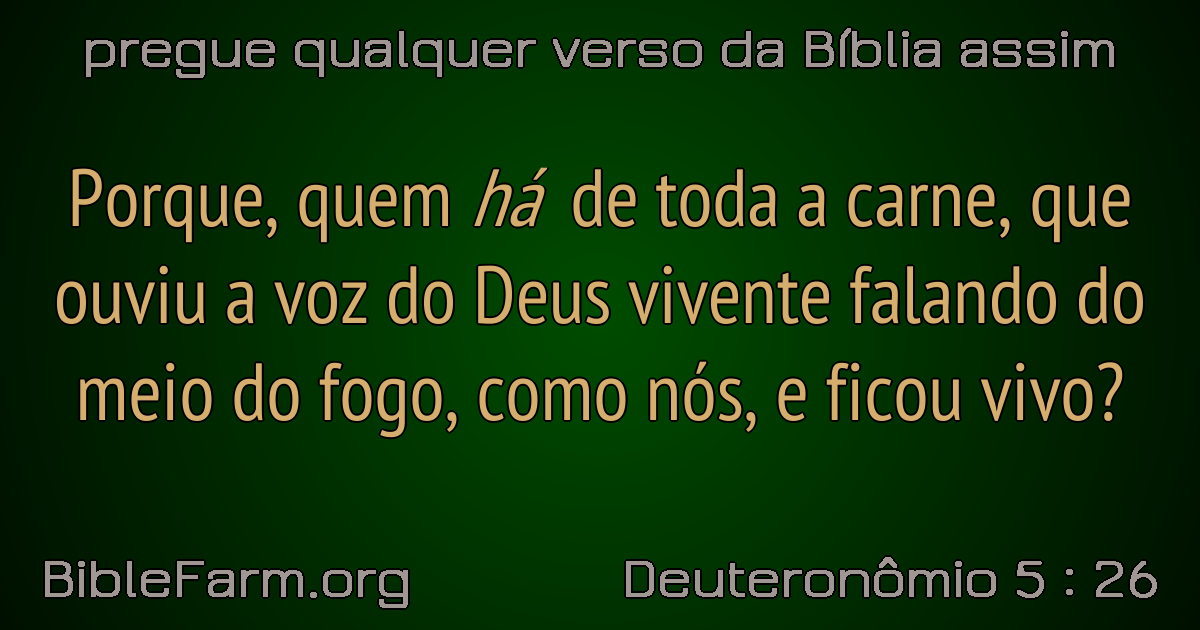 pregue qualquer verso da Bíblia assim
Porque, quem há de toda a carne, que
ouviu a voz do Deus vivente falando do
meio do fogo, como nós, e ficou vivo?
BibleFarm.org
Deuteronômio 5 : 26